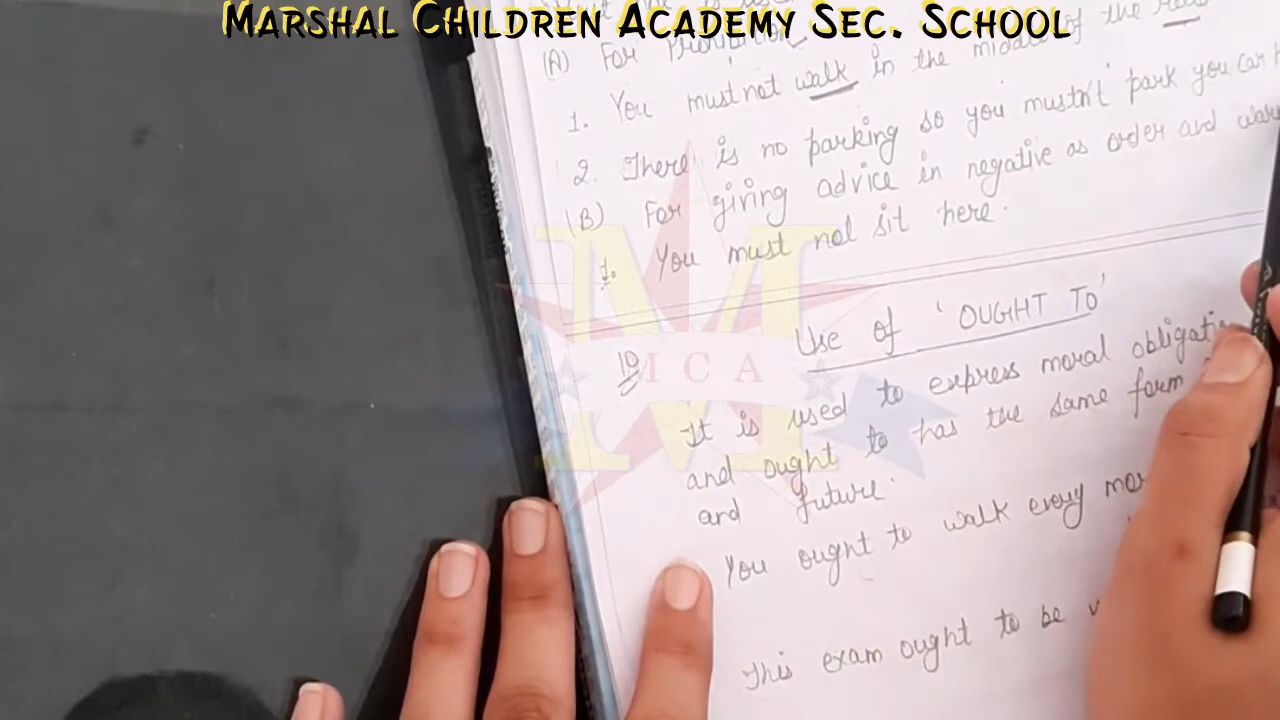 MARSHAL CHILDREN ACADEMY SEC. SCHOOL
(A) For Prohibition
1. You must not walk in the middle of the road
2. There is no parking so you mustn't park you car
(B) For giving advice in negative as order and
1. You must not sit here.
10 Use of 'OUGHT TO'
It is used to express moral
and ought to has the same form
and future.
You ought to walk every
This exam ought to be
MCA